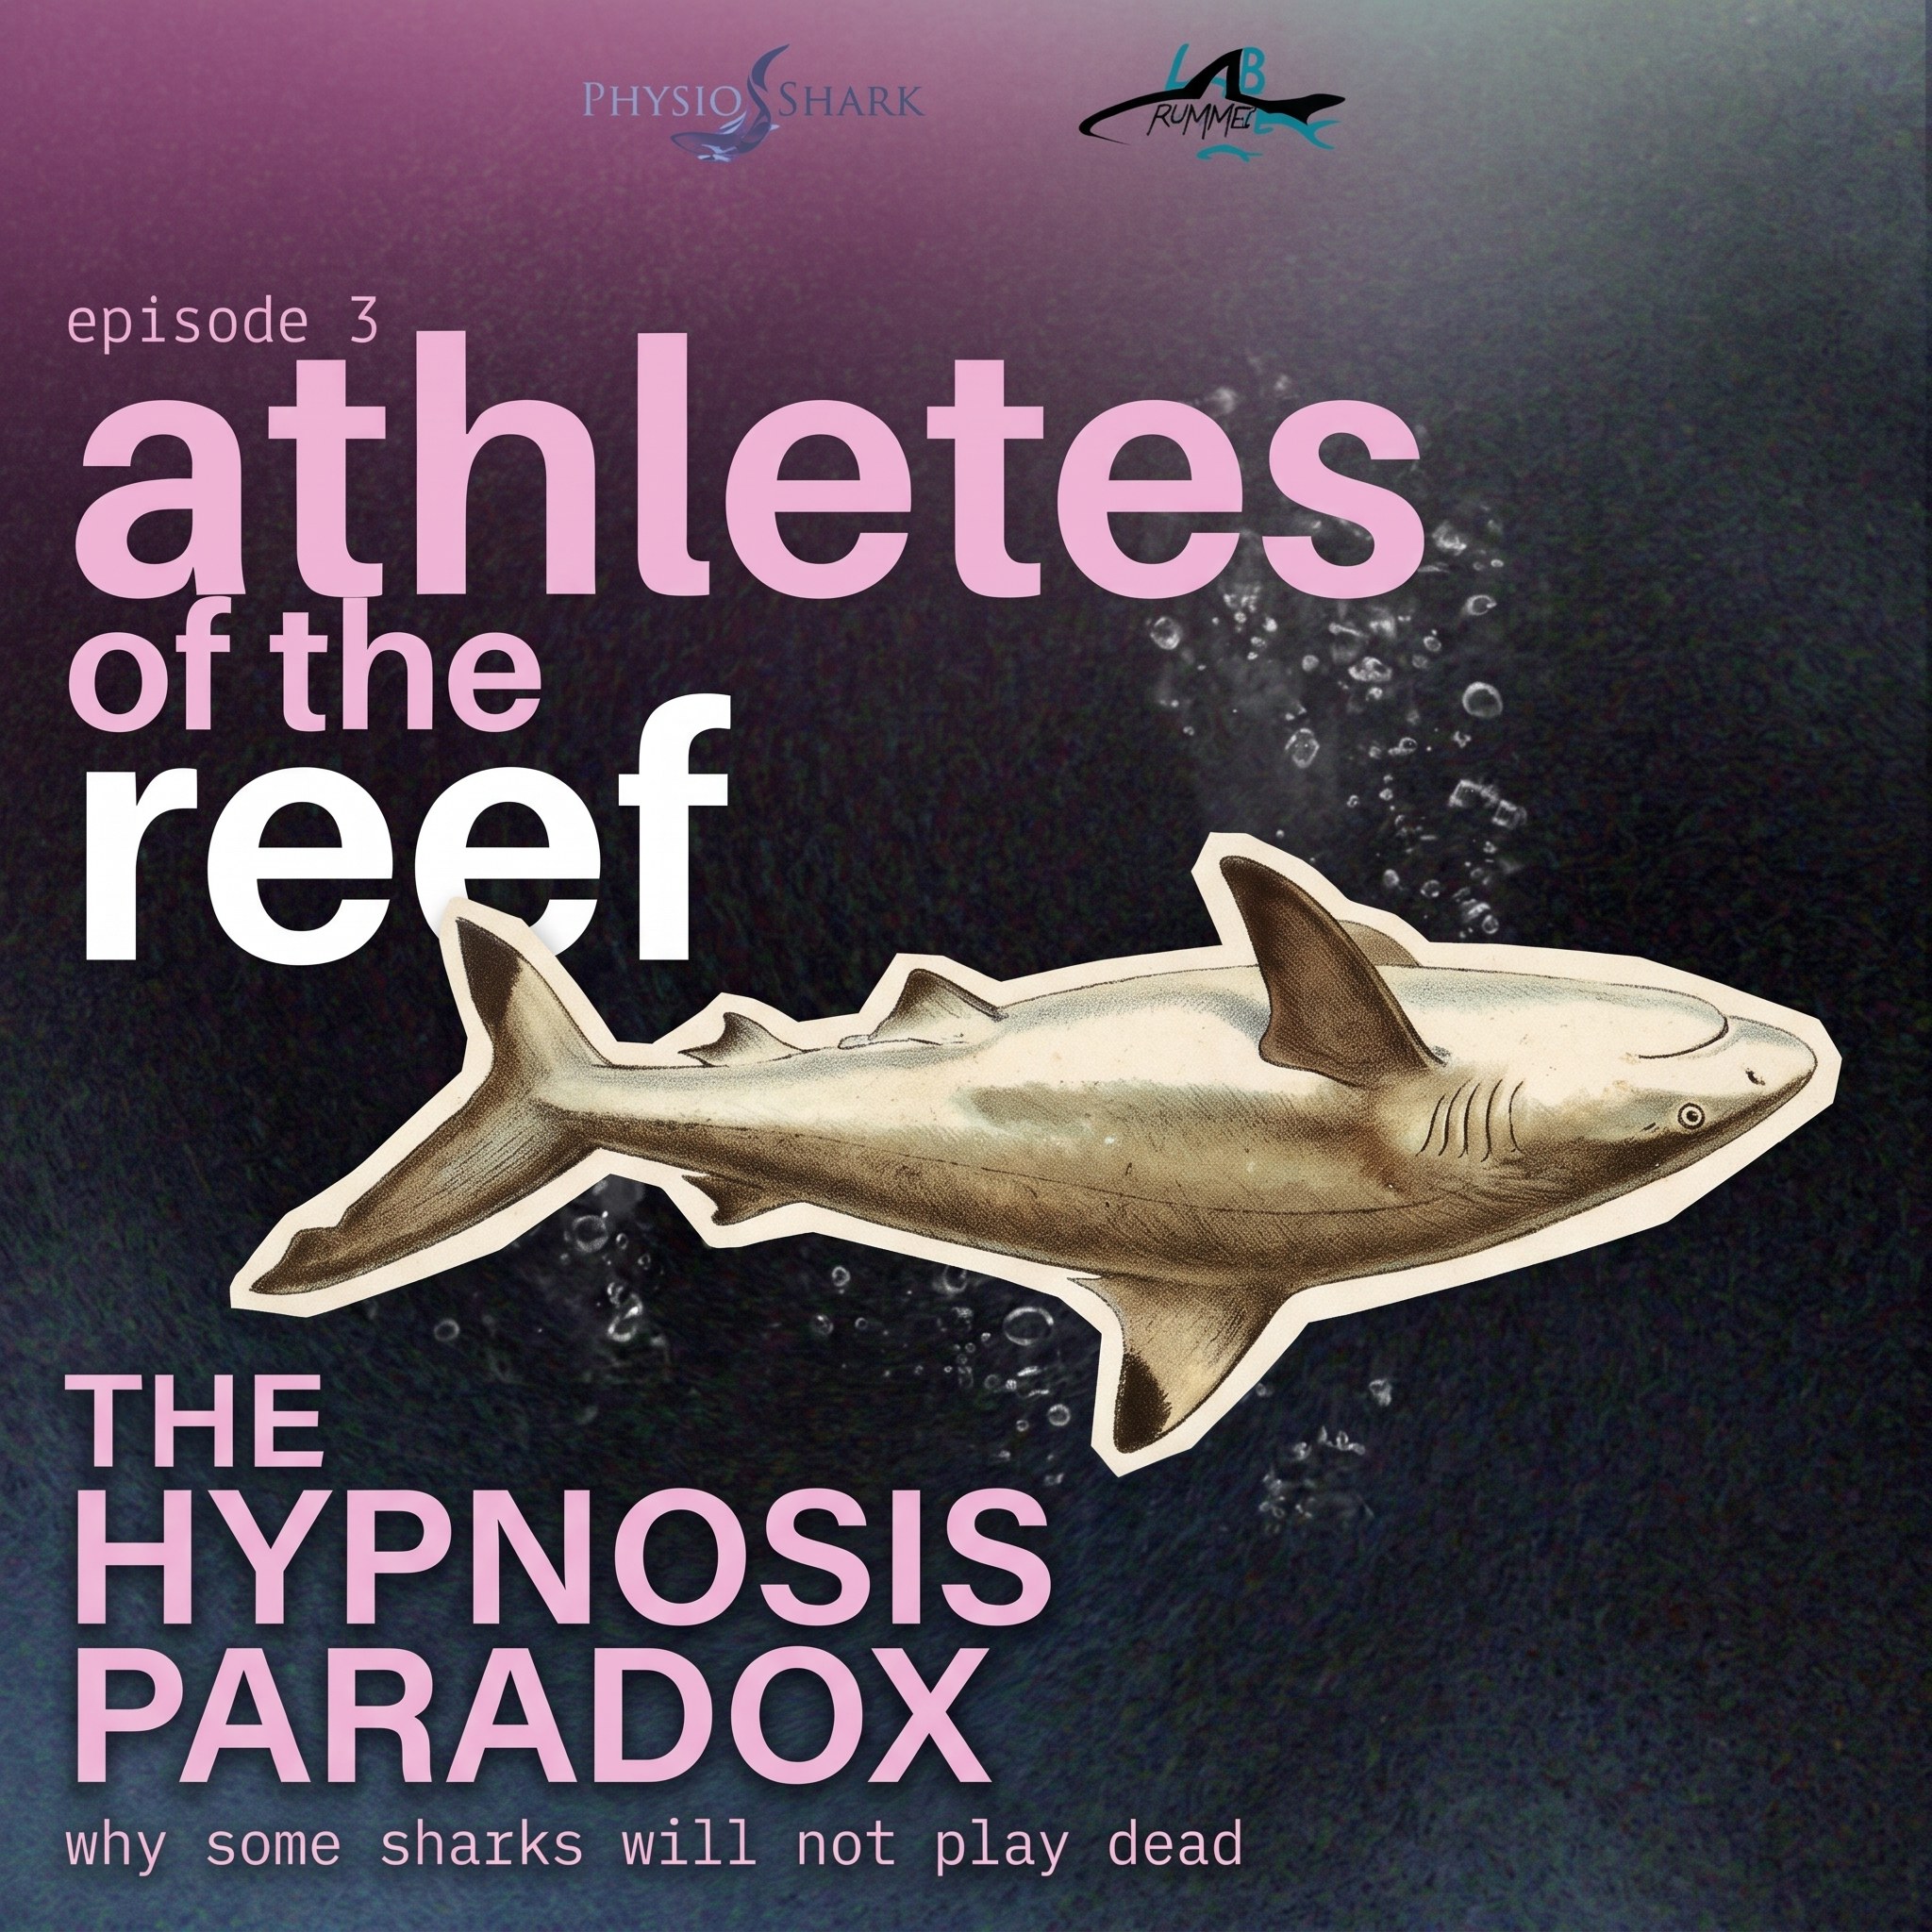 PHYSIO SHARK
LAB
RUMMER
episode 3
athletes
of the
reef
THE
HYPNOSIS
PARADOX
why some sharks will not play dead